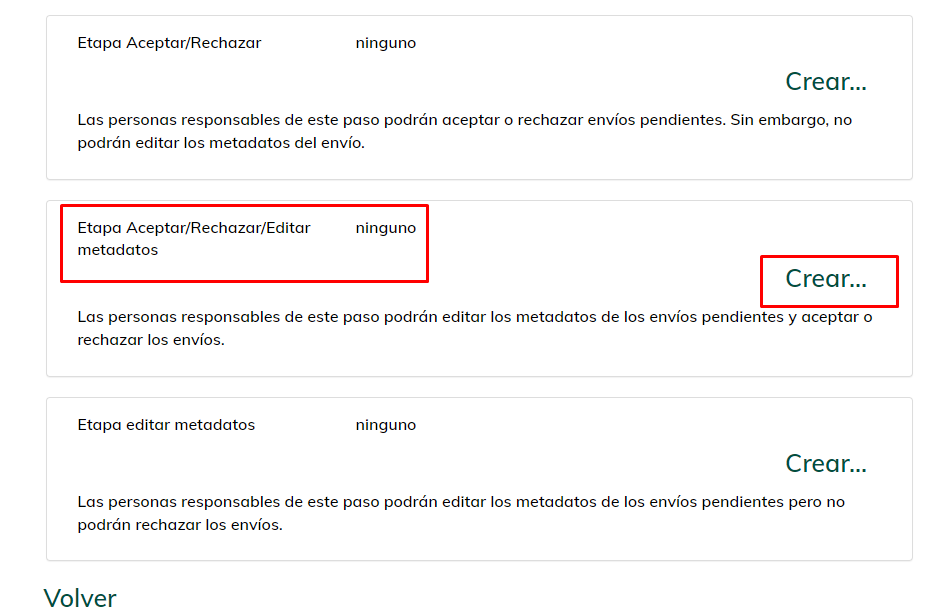 Etapa Aceptar/Rechazar ninguno
Crear...
Las personas responsables de este paso podrán aceptar o rechazar envíos pendientes. Sin embargo, no
podrán editar los metadatos del envío.
Etapa Aceptar/Rechazar/Editar ninguno
metadatos
Crear...
Las personas responsables de este paso podrán editar los metadatos de los envíos pendientes y aceptar o
rechazar los envíos.
Etapa editar metadatos ninguno
Crear...
Las personas responsables de este paso podrán editar los metadatos de los envíos pendientes pero no
podrán rechazar los envíos.
Volver